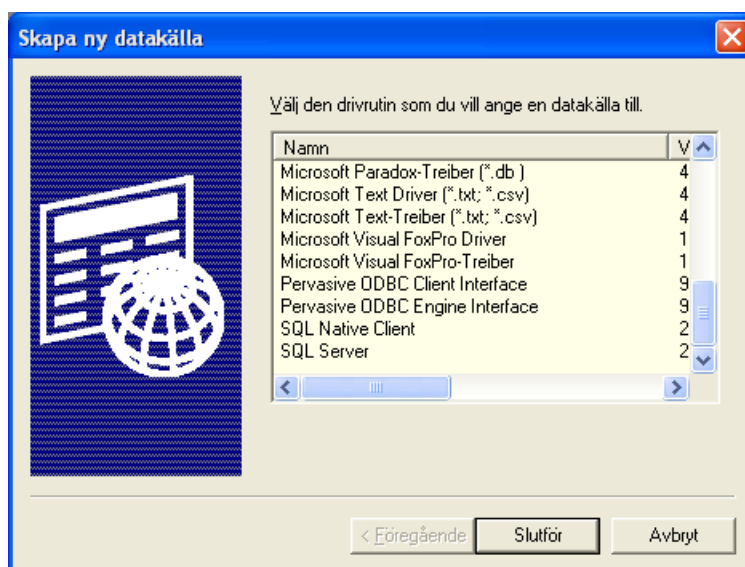 Skapa ny datakälla
Välj den drivrutin som du vill ange en datakälla till.
Namn V
Microsoft Paradox-Treiber (*.db ) 4
Microsoft Text Driver (*.txt; *.csv) 4
Microsoft Text-Treiber (*.txt; *.csv) 4
Microsoft Visual FoxPro Driver 1
Microsoft Visual FoxPro-Treiber 1
Pervasive ODBC Client Interface 9
Pervasive ODBC Engine Interface 9
SQL Native Client 2
SQL Server 2
< Föregående Slutför Avbryt